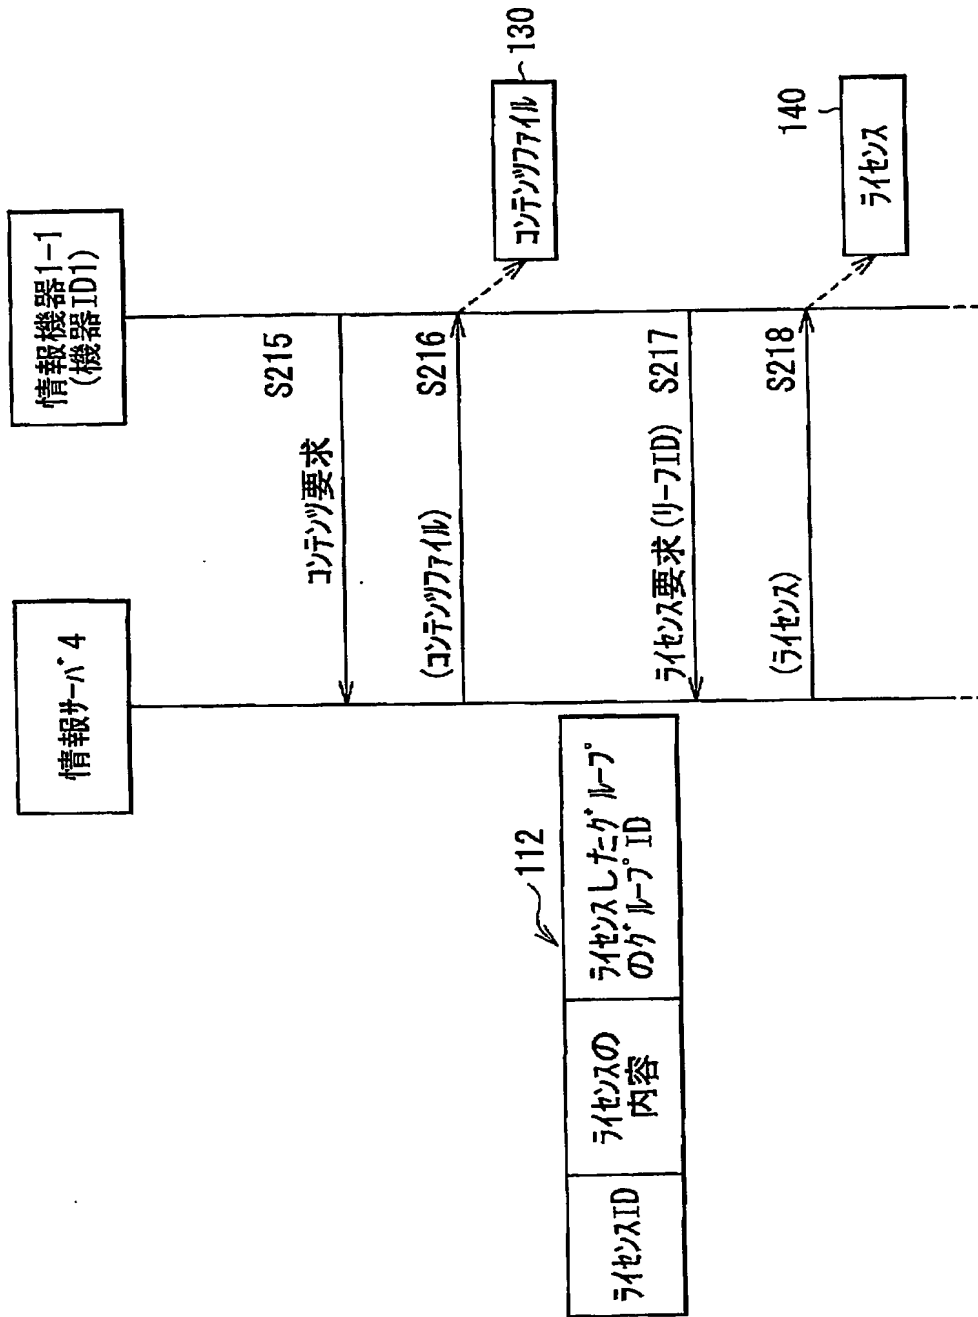 情報サーバ4
情報機器1-1
(機器ID1)
コンテンツ要求
S215
(コンテンツファイル)
S216
コンテンツファイル
130
ライセンス要求(リーフID)
S217
(ライセンス)
S218
ライセンス
140
112
ライセンスID
ライセンスの
内容
ライセンスしたグループ
のグループID